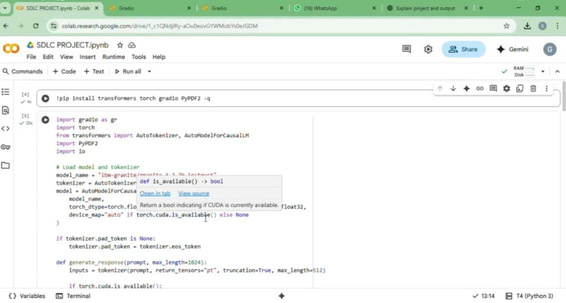 SDLC PROJECT.ipynb - Colab
Gradio
Gradio
(18) WhatsApp
Explain project and output
colab.research.google.com/drive/
SDLC PROJECT.ipynb
File Edit View Insert Runtime Tools Help
Share
Gemini
G
Commands + Code + Text Run all
RAM
Disk
[4]
!pip install transformers torch gradio PyPDF2 -q
import gradio as gr
import torch
from transformers import AutoTokenizer, AutoModelForCausalLM
import PyPDF2
import io
# Load model and tokenizer
model_name =
tokenizer = AutoTokenizer
def is_available() -> bool
model = AutoModelForCausalLM
Open in tab View source
model_name,
torch_dtype=torch.
Return a bool indicating if CUDA is currently available.
device_map="auto" if torch.cuda.is_available() else None
)
if tokenizer.pad_token is None:
tokenizer.pad_token = tokenizer.eos_token
def generate_response(prompt, max_length=1024):
inputs = tokenizer(prompt, return_tensors="pt", truncation=True, max_length=512)
if torch.cuda.is_available():
Variables Terminal
13:14
T4 (Python 3)